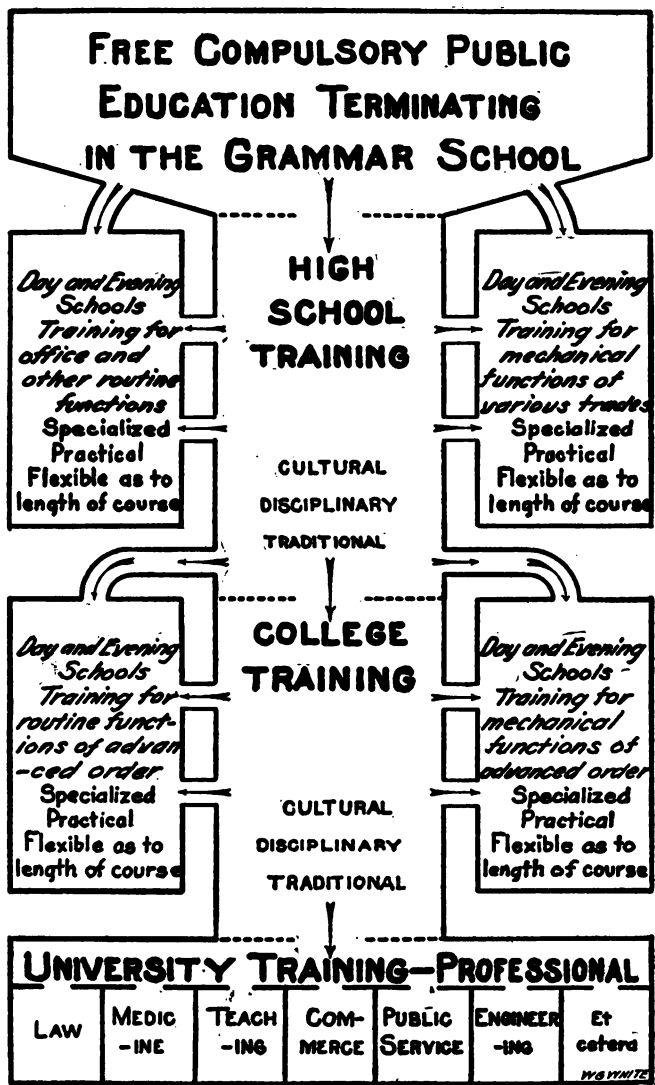 FREE COMPULSORY PUBLIC
EDUCATION TERMINATING
IN THE GRAMMAR SCHOOL
HIGH
SCHOOL
TRAINING
Day and Evening
Schools
Training for
office and
other routine
functions
Specialized
Practical
Flexible as to
length of course
Day and Evening
Schools
Training for
mechanical
functions of
various trades
Specialized
Practical
Flexible as to
length of course
CULTURAL
DISCIPLINARY
TRADITIONAL
COLLEGE
TRAINING
Day and Evening
Schools
Training for
routine funct-
ions of advan
-ced order
Specialized
Practical
Flexible as to
length of course
Day and Evening
Schools
Training for
mechanical
functions of
advanced order
Specialized
Practical
Flexible as to
length of course
CULTURAL
DISCIPLINARY
TRADITIONAL
UNIVERSITY TRAINING—PROFESSIONAL
LAW
MEDIC
-INE
TEACH
-ING
COM-
MERCE
PUBLIC
SERVICE
ENGINEER
-ING
Et
cetera
WG WHITE